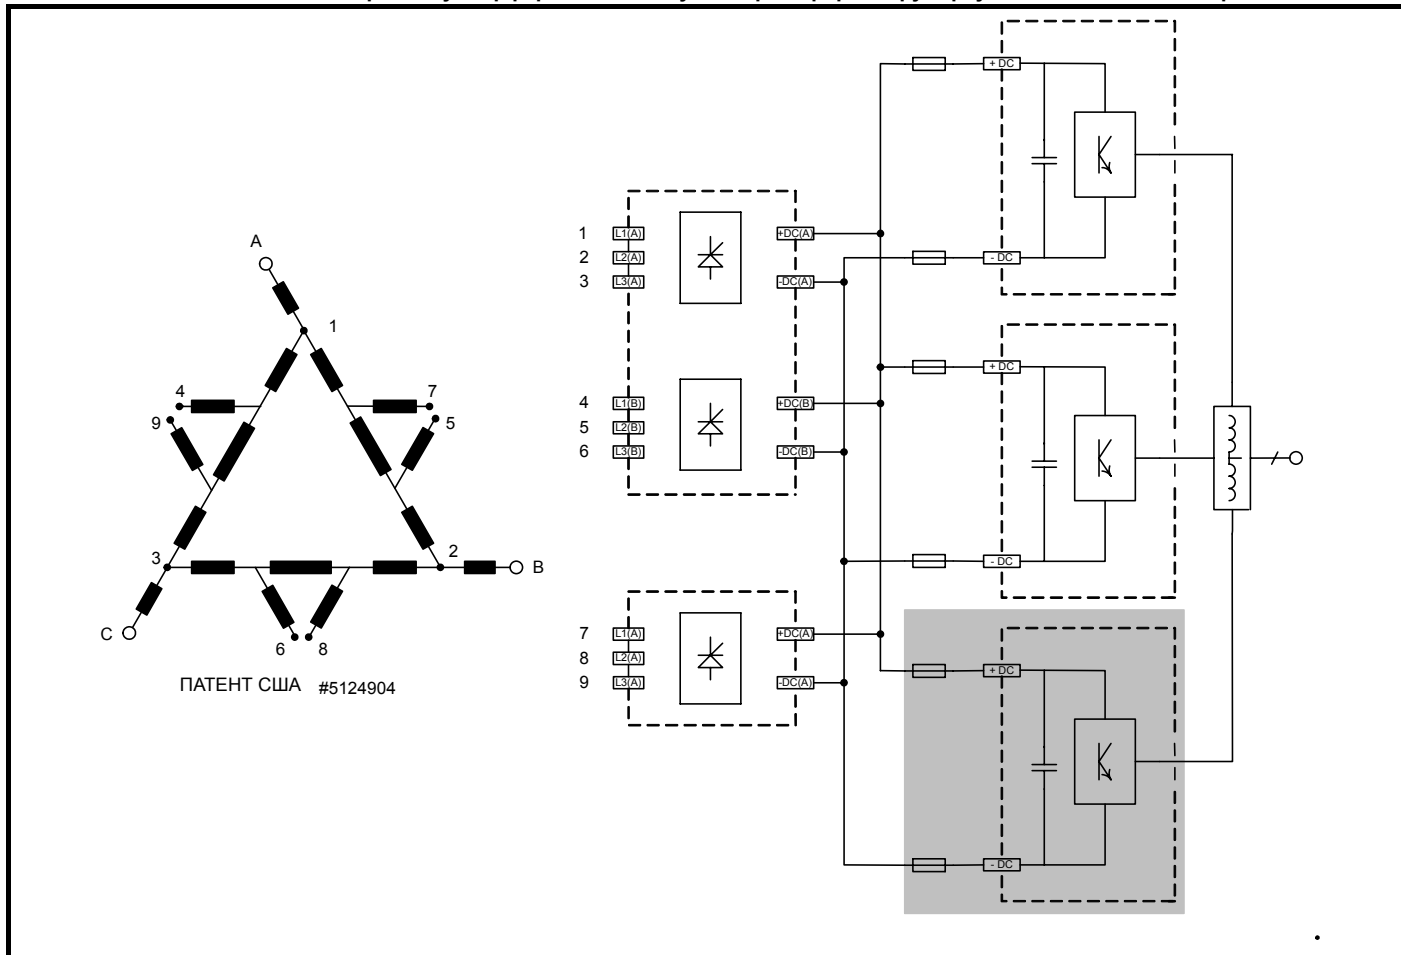 + DC
- DC
1 L1(A) +DC(A)
2 L2(A)
3 L3(A) -DC(A)
A
1
4
7
9
5
3
2
B
C
6
8
ПАТЕНТ США #5124904
+ DC
4 L1(B) +DC(B)
5 L2(B)
6 L3(B) -DC(B)
- DC
7 L1(A) +DC(A)
8 L2(A)
9 L3(A) -DC(A)
+ DC
- DC